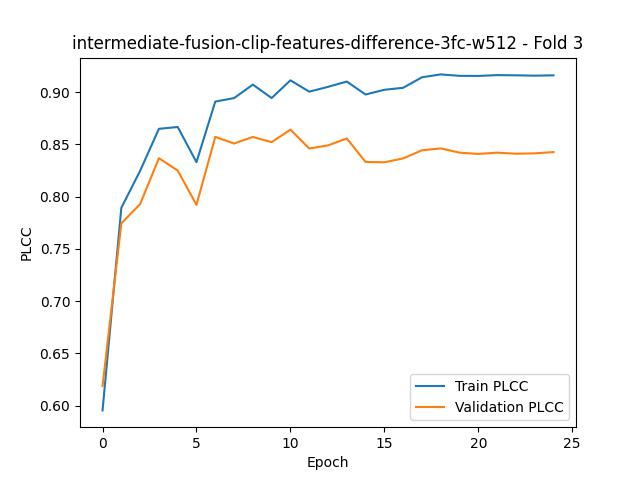 intermediate-fusion-clip-features-difference-3fc-w512 - Fold 3
PLCC
0.90
0.85
0.80
0.75
0.70
0.65
0.60
Train PLCC
Validation PLCC
0 5 10 15 20 25
Epoch